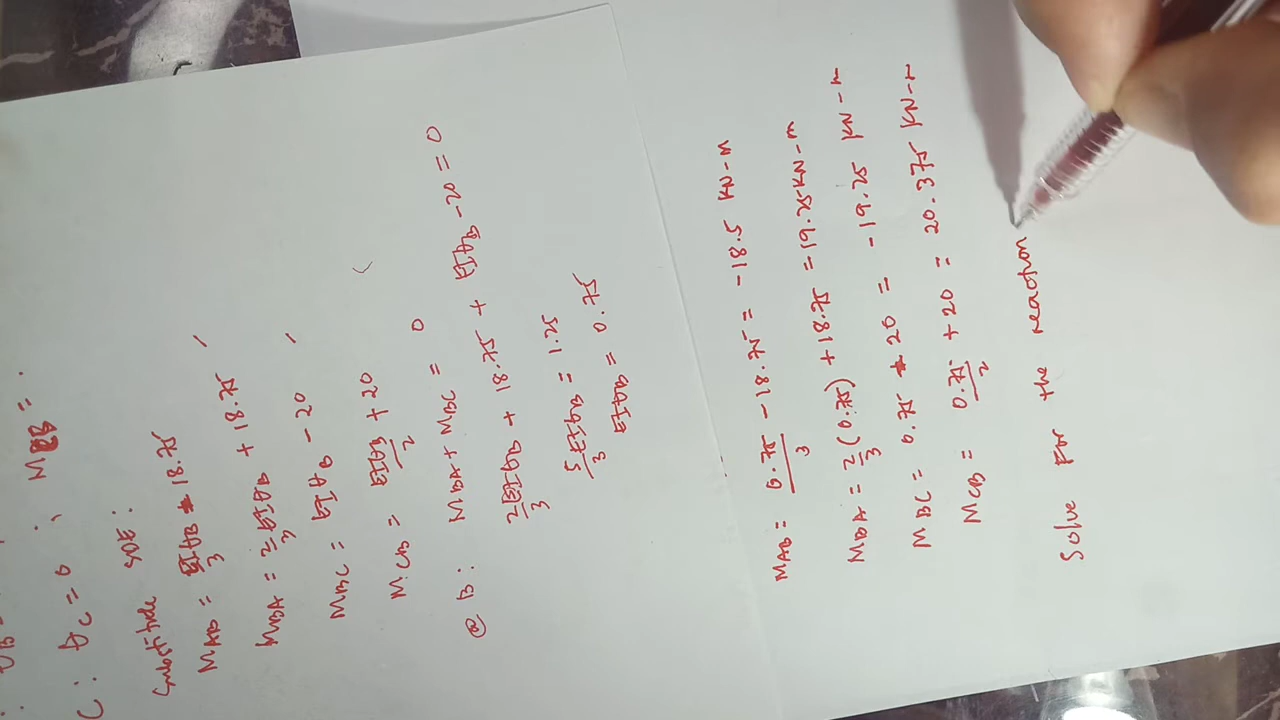 C: θc = 0 ;
substitute SDE:
MAB = EIθB/3 - 18.75
MBA = 2/3 EIθB + 18.75
MBC = EIθB - 20
MCB = EIθB/2 + 20
@ B: MBA + MBC = 0
2EIθB/3 + 18.75 + EIθB - 20 = 0
5/3 EIθB = 1.25
EIθB = 0.75
MAB = 0.75/3 - 18.75 = -18.5 KN-m
MBA = 2/3 (0.75) + 18.75 = 19.25 KN-m
MBC = 0.75 - 20 = -19.25 KN-m
MCB = 0.75/2 + 20 = 20.375 KN-m
Solve for the reaction